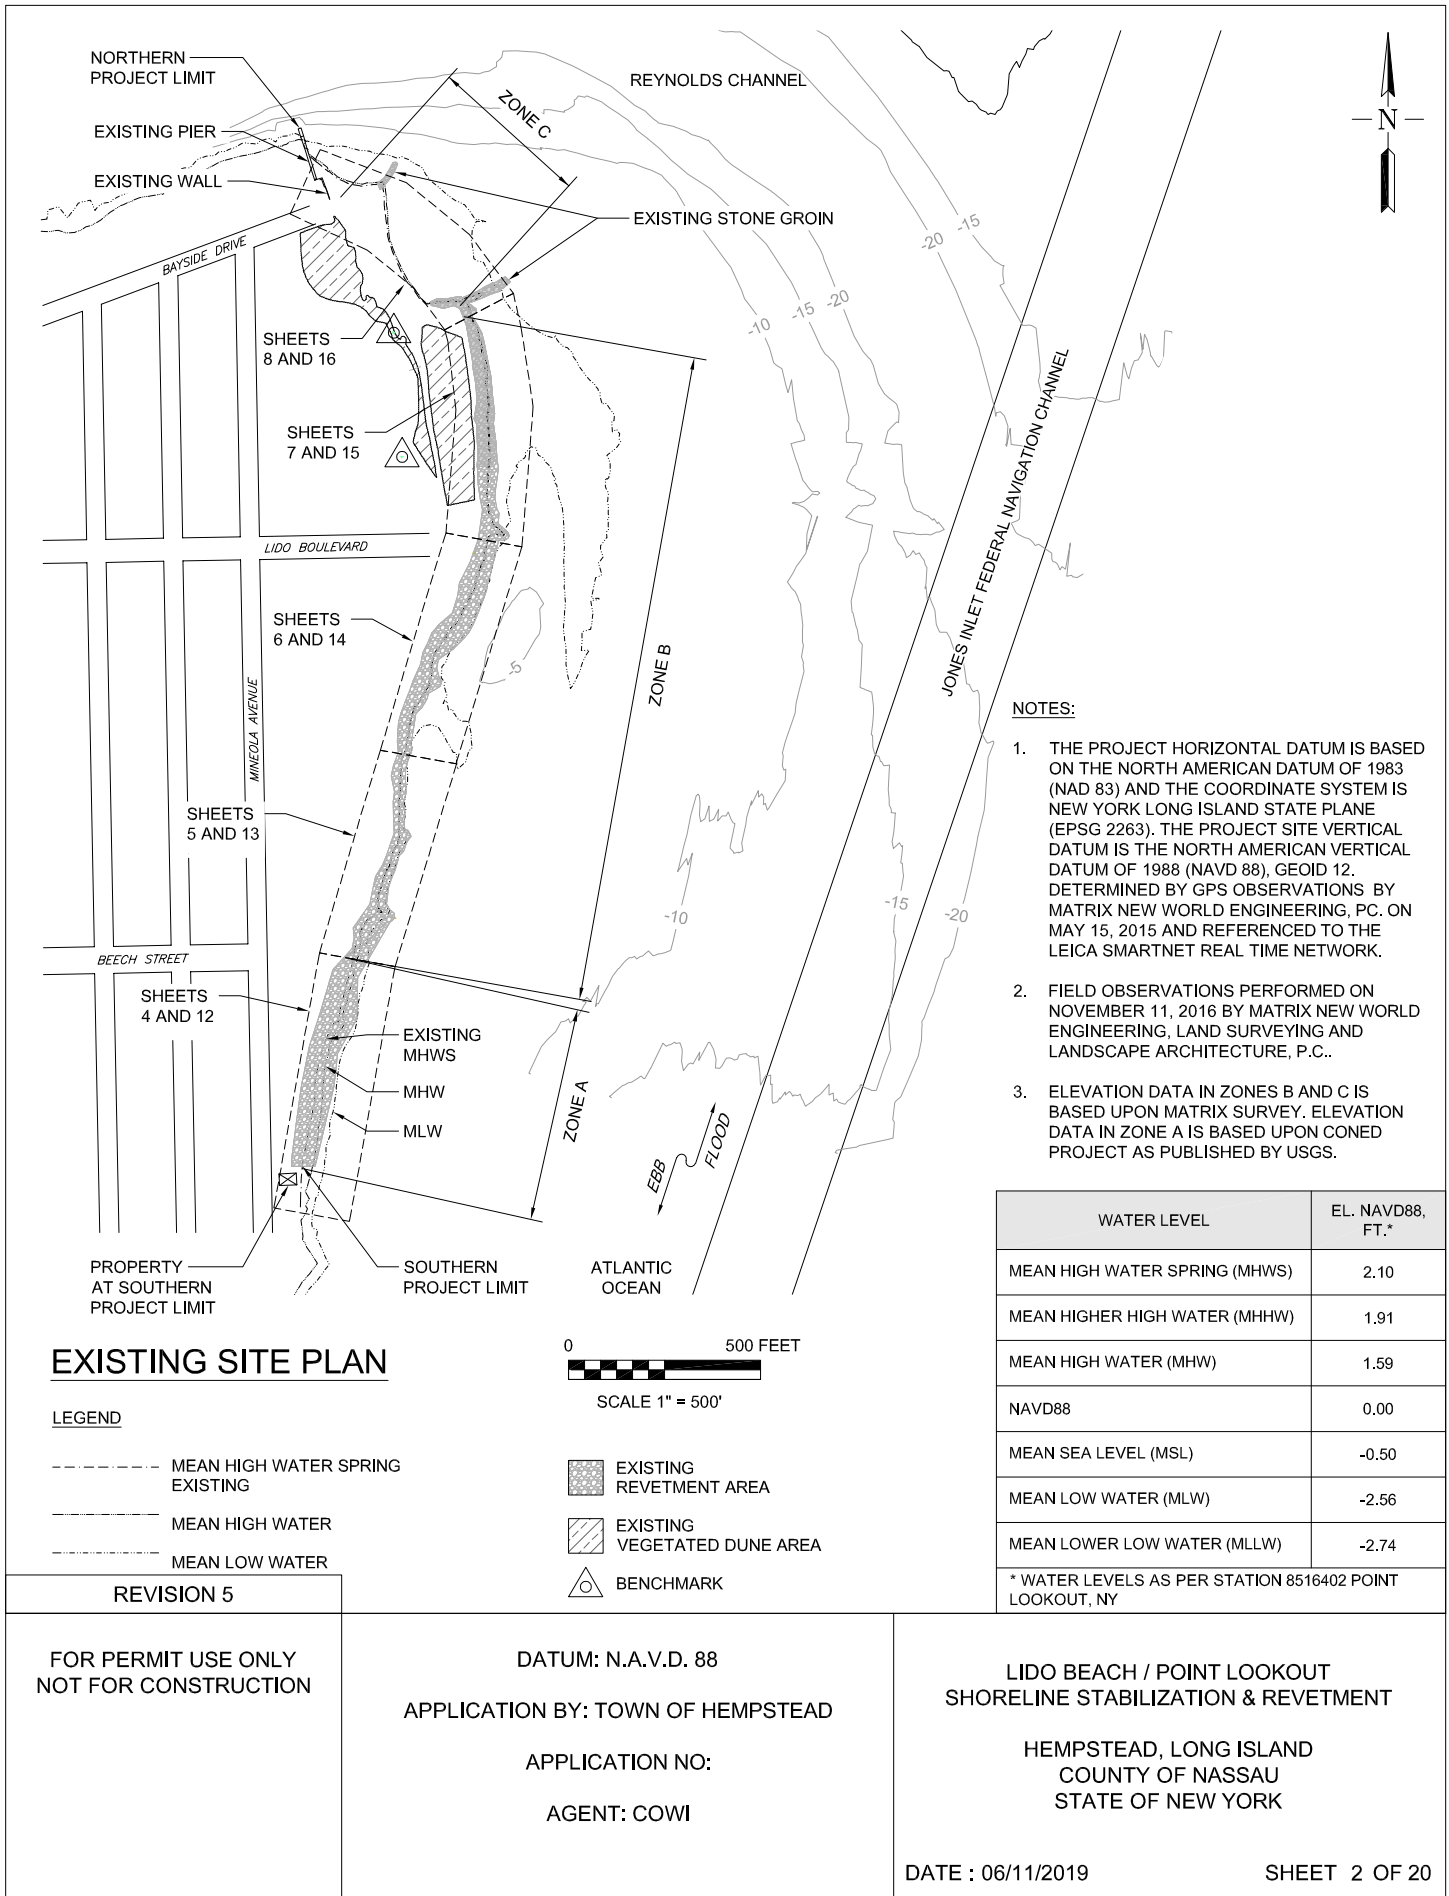 NORTHERN
PROJECT LIMIT
EXISTING PIER
EXISTING WALL
ZONE C
REYNOLDS CHANNEL
N
EXISTING STONE GROIN
BAYSIDE DRIVE
-20
-15
-10
-15
-20
SHEETS
8 AND 16
SHEETS
7 AND 15
LIDO BOULEVARD
JONES INLET FEDERAL NAVIGATION CHANNEL
SHEETS
6 AND 14
-5
ZONE B
MINEOLA AVENUE
SHEETS
5 AND 13
-10
-15
-20
BEECH STREET
SHEETS
4 AND 12
EXISTING
MHWS
MHW
MLW
ZONE A
EBB
FLOOD
PROPERTY
AT SOUTHERN
PROJECT LIMIT
SOUTHERN
PROJECT LIMIT
ATLANTIC
OCEAN
NOTES:
1. THE PROJECT HORIZONTAL DATUM IS BASED
ON THE NORTH AMERICAN DATUM OF 1983
(NAD 83) AND THE COORDINATE SYSTEM IS
NEW YORK LONG ISLAND STATE PLANE
(EPSG 2263). THE PROJECT SITE VERTICAL
DATUM IS THE NORTH AMERICAN VERTICAL
DATUM OF 1988 (NAVD 88), GEOID 12.
DETERMINED BY GPS OBSERVATIONS BY
MATRIX NEW WORLD ENGINEERING, PC. ON
MAY 15, 2015 AND REFERENCED TO THE
LEICA SMARTNET REAL TIME NETWORK.
2. FIELD OBSERVATIONS PERFORMED ON
NOVEMBER 11, 2016 BY MATRIX NEW WORLD
ENGINEERING, LAND SURVEYING AND
LANDSCAPE ARCHITECTURE, P.C..
3. ELEVATION DATA IN ZONES B AND C IS
BASED UPON MATRIX SURVEY. ELEVATION
DATA IN ZONE A IS BASED UPON CONED
PROJECT AS PUBLISHED BY USGS.
WATER LEVEL EL. NAVD88,
FT.*
MEAN HIGH WATER SPRING (MHWS) 2.10
MEAN HIGHER HIGH WATER (MHHW) 1.91
MEAN HIGH WATER (MHW) 1.59
NAVD88 0.00
MEAN SEA LEVEL (MSL) -0.50
MEAN LOW WATER (MLW) -2.56
MEAN LOWER LOW WATER (MLLW) -2.74
* WATER LEVELS AS PER STATION 8516402 POINT
LOOKOUT, NY
EXISTING SITE PLAN
0 500 FEET
SCALE 1" = 500'
LEGEND
MEAN HIGH WATER SPRING
EXISTING
MEAN HIGH WATER
MEAN LOW WATER
EXISTING
REVETMENT AREA
EXISTING
VEGETATED DUNE AREA
BENCHMARK
REVISION 5
FOR PERMIT USE ONLY
NOT FOR CONSTRUCTION
DATUM: N.A.V.D. 88
APPLICATION BY: TOWN OF HEMPSTEAD
APPLICATION NO:
AGENT: COWI
LIDO BEACH / POINT LOOKOUT
SHORELINE STABILIZATION & REVETMENT
HEMPSTEAD, LONG ISLAND
COUNTY OF NASSAU
STATE OF NEW YORK
DATE : 06/11/2019 SHEET 2 OF 20